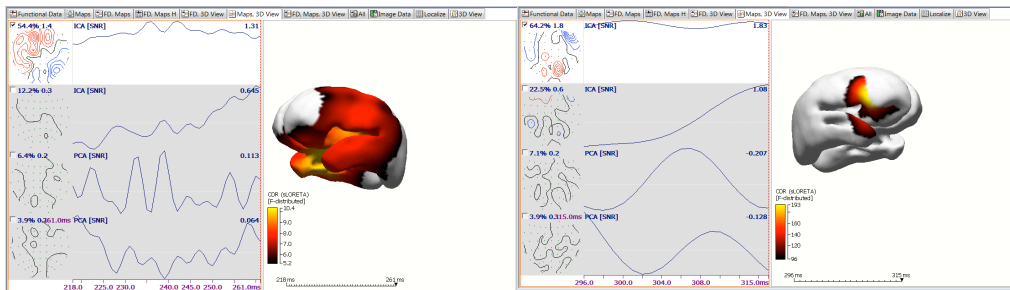 Functional Data Maps FD, Maps FD, Maps H FD, 3D View Maps, 3D View FD, Maps, 3D View All Image Data Localize 3D View
54.4% 1.4 ICA [SNR] 1.31
12.2% 0.3 ICA [SNR] 0.645
6.4% 0.2 PCA [SNR] 0.113
3.9% 0.2 261.0ms PCA [SNR] 0.064
218.0 225.0 230.0 240.0 245.0 250.0 261.0ms
COR (sLORETA)
[F-distributed]
10.4
9.0
8.0
7.0
6.0
5.2
218 ms 261 ms
Functional Data Maps FD, Maps FD, Maps H FD, 3D View Maps, 3D View FD, Maps, 3D View All Image Data Localize 3D View
64.2% 1.8 ICA [SNR] 1.83
22.5% 0.6 ICA [SNR] 1.08
7.1% 0.2 PCA [SNR] -0.207
3.9% 315.0ms PCA [SNR] -0.128
296.0 300.0 304.0 308.0 315.0ms
COR (sLORETA)
[F-distributed]
193
160
140
120
96
296 ms 315 ms